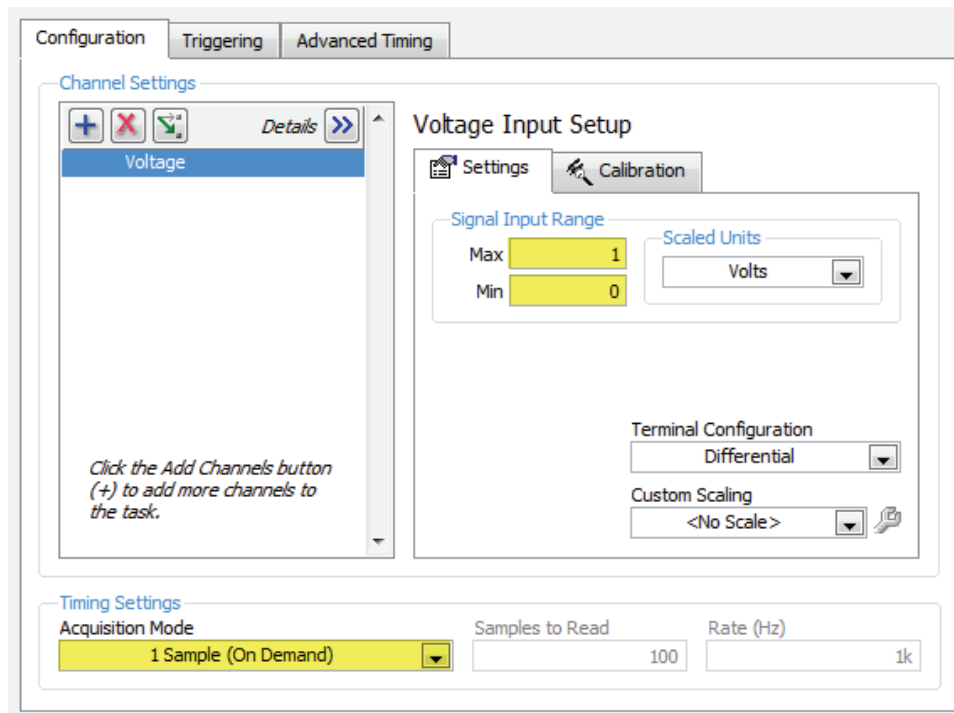 Configuration Triggering Advanced Timing
Channel Settings
Details
Voltage
Click the Add Channels button
(+) to add more channels to
the task.
Voltage Input Setup
Settings Calibration
Signal Input Range
Max 1
Min 0
Scaled Units
Volts
Terminal Configuration
Differential
Custom Scaling
<No Scale>
Timing Settings
Acquisition Mode
1 Sample (On Demand)
Samples to Read
100
Rate (Hz)
1k